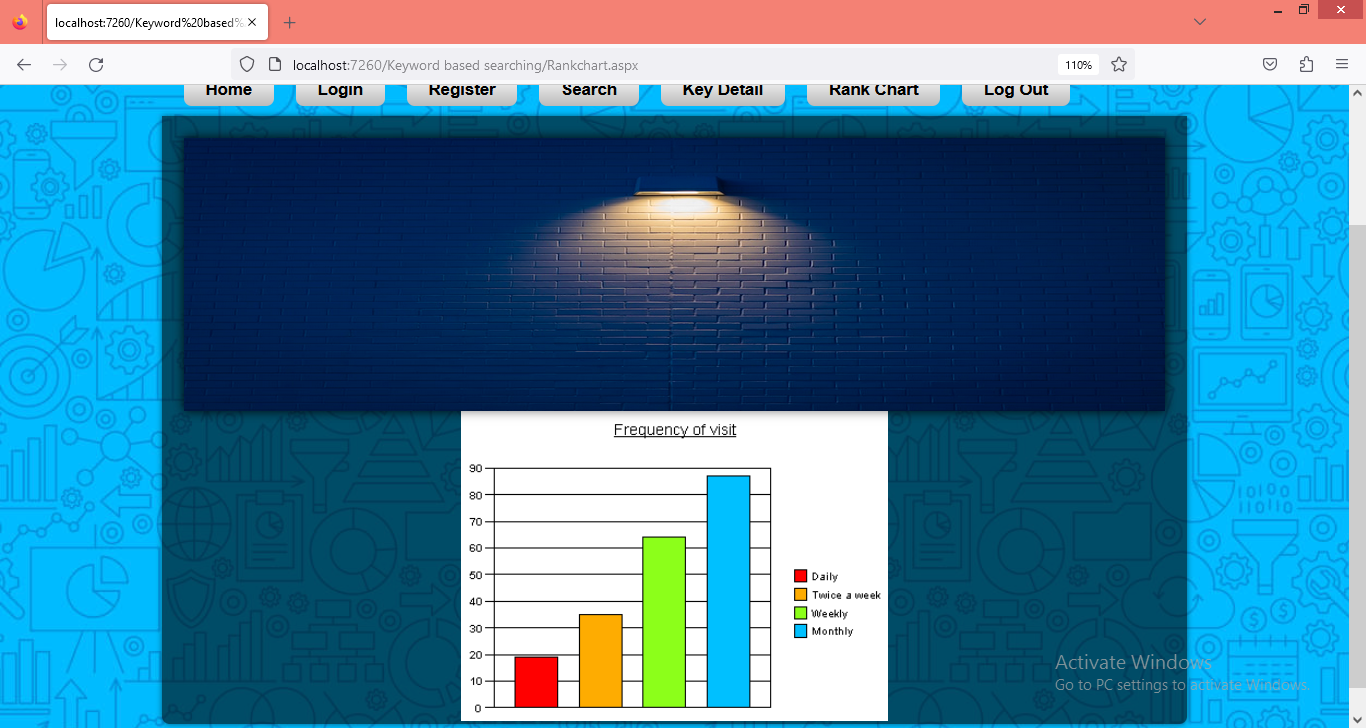 localhost:7260/Keyword%20based%
localhost:7260/Keyword based searching/Rankchart.aspx
110%
Home Login Register Search Key Detail Rank Chart Log Out
Frequency of visit
90
80
70
60
50
40
30
20
10
0
Daily
Twice a week
Weekly
Monthly
Activate Windows
Go to PC settings to activate Windows.